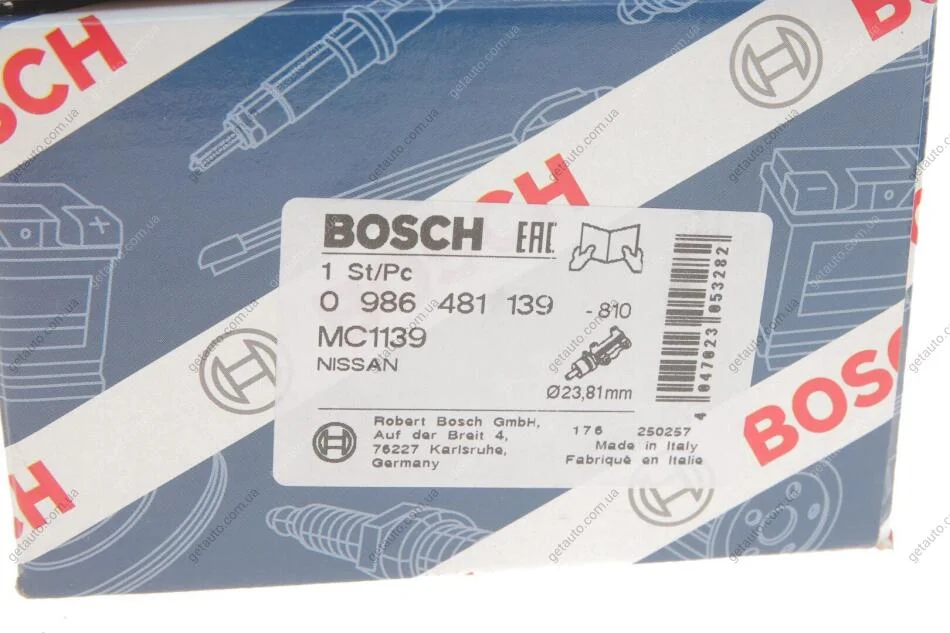 BOSCH
BOSCH
BOSCH EAC
1 St/Pc
0 986 481 139 -810
MC1139
NISSAN
Ø23,81mm
4 047023 053282
Robert Bosch GmbH,
Auf der Breit 4,
76227 Karlsruhe,
Germany
176 250257
Made in Italy
Fabriqué en Italie
getauto.com.ua